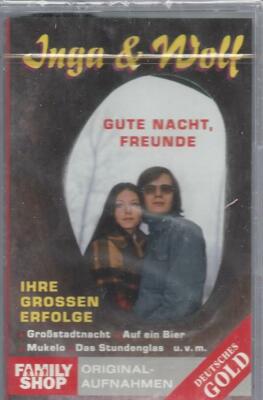 Inga & Wolf
GUTE NACHT,
FREUNDE
IHRE
GROSSEN
ERFOLGE
Großstadtnacht Auf ein Bier
Mukelo Das Stundenglas u.v.m.
FAMILY
SHOP
ORIGINAL-
AUFNAHMEN
DEUTSCHES
GOLD